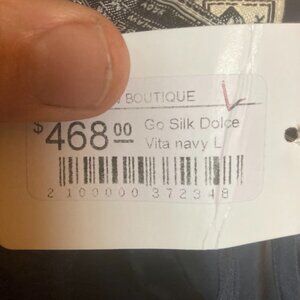 BOUTIQUE
$468.00 Go Silk Dolce
Vita navy L
2 100000 372348